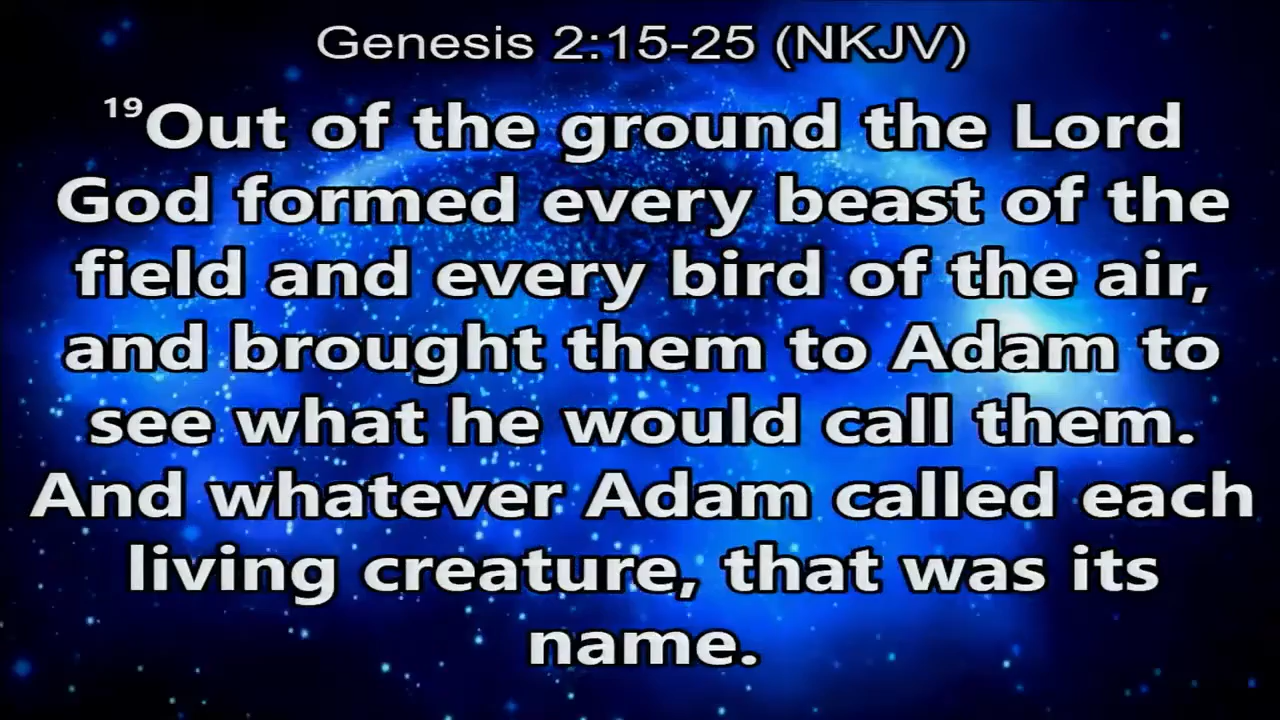 Genesis 2:15-25 (NKJV)
¹⁹Out of the ground the Lord
God formed every beast of the
field and every bird of the air,
and brought them to Adam to
see what he would call them.
And whatever Adam called each
living creature, that was its
name.